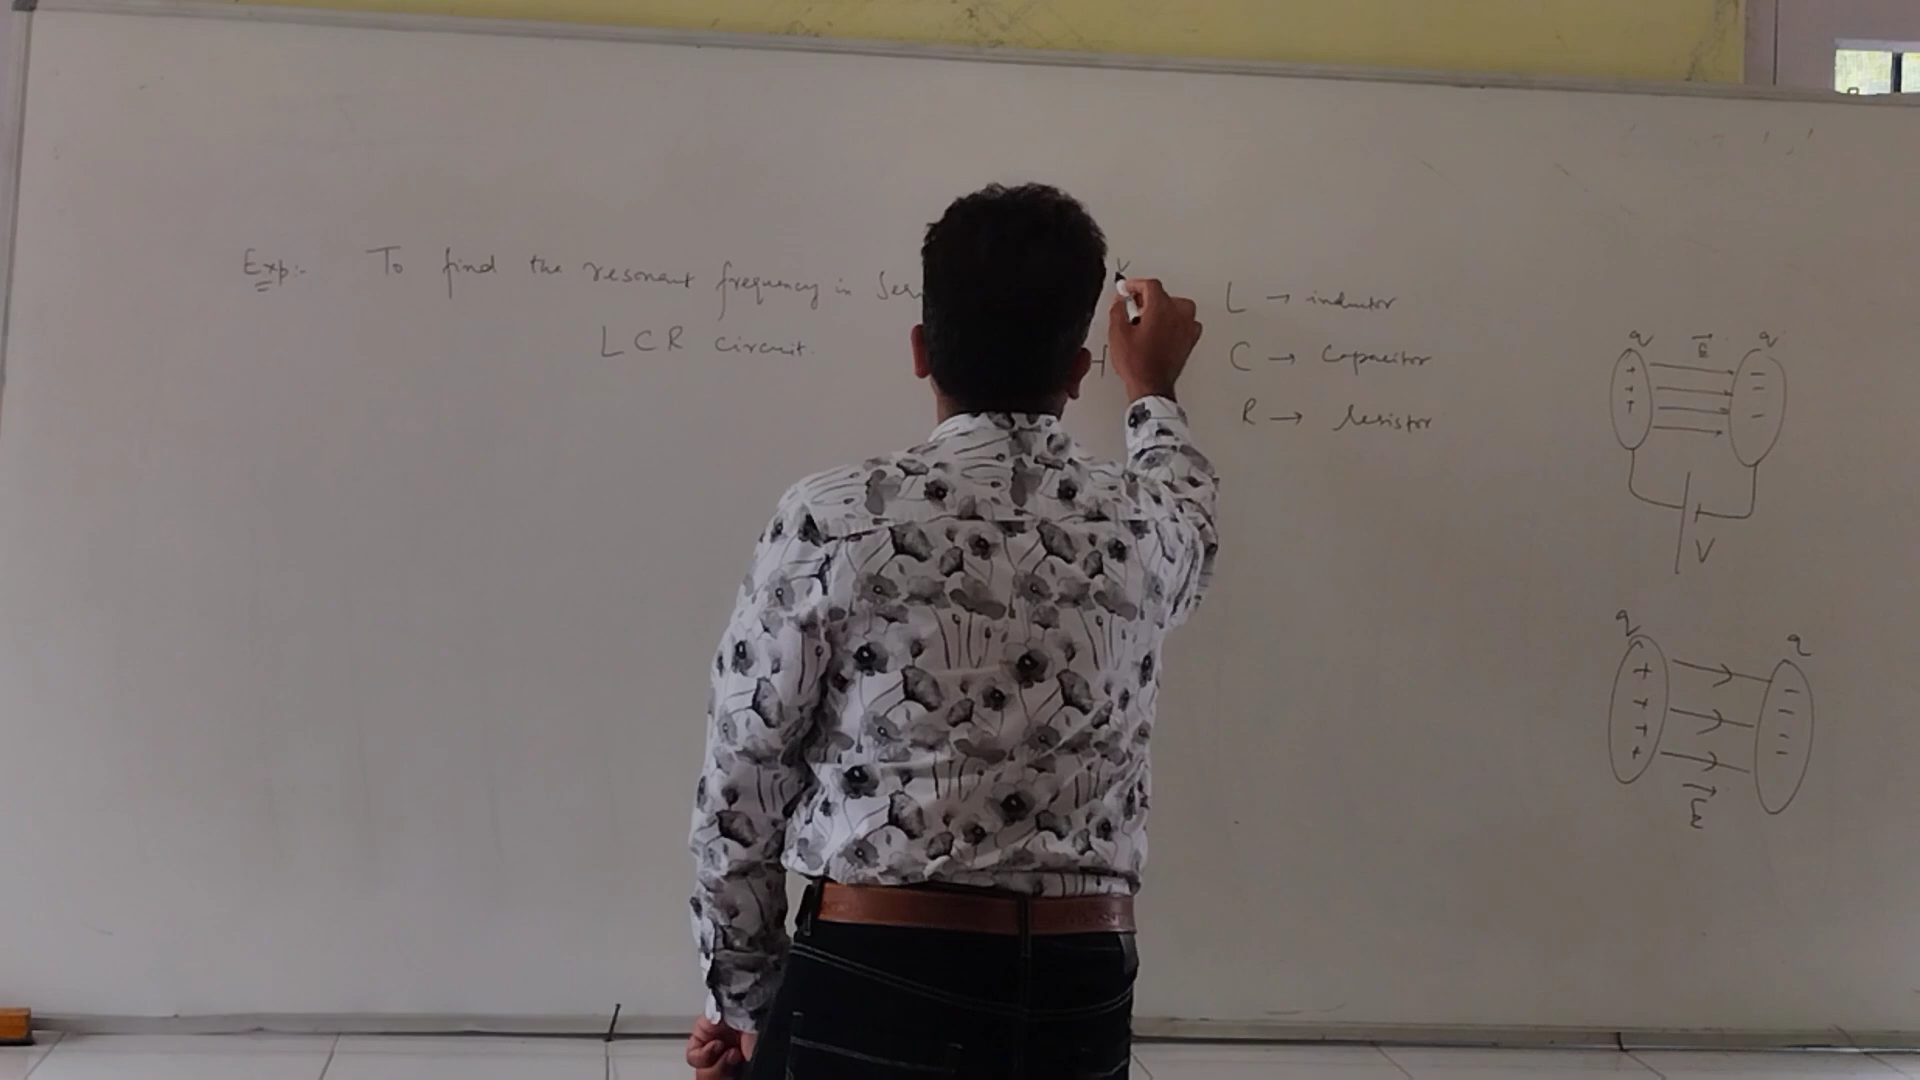 Exp:- To find the resonant frequency in Ser
LCR circuit.
L → inductor
C → Capacitor
R → Resistor
q E q
+ + +
V
q q
+ + + +
E